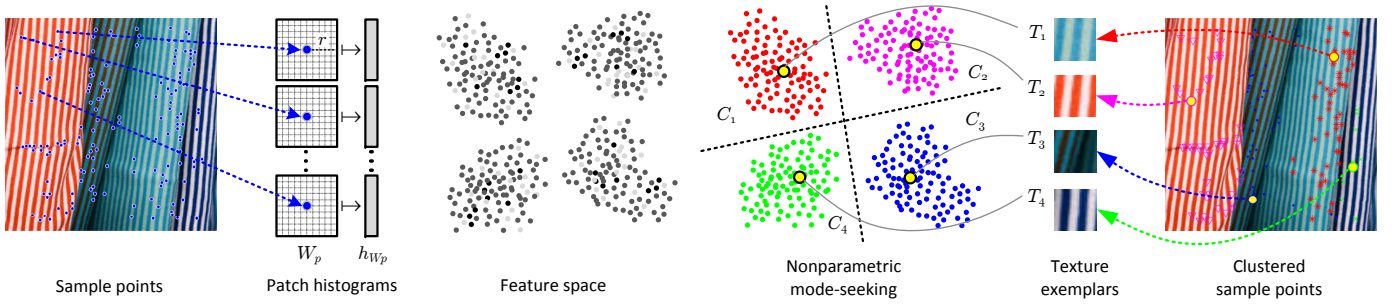 r
W_p
h_{Wp}
C_1
C_2
C_3
C_4
T_1
T_2
T_3
T_4
Sample points
Patch histograms
Feature space
Nonparametric
mode-seeking
Texture
exemplars
Clustered
sample points